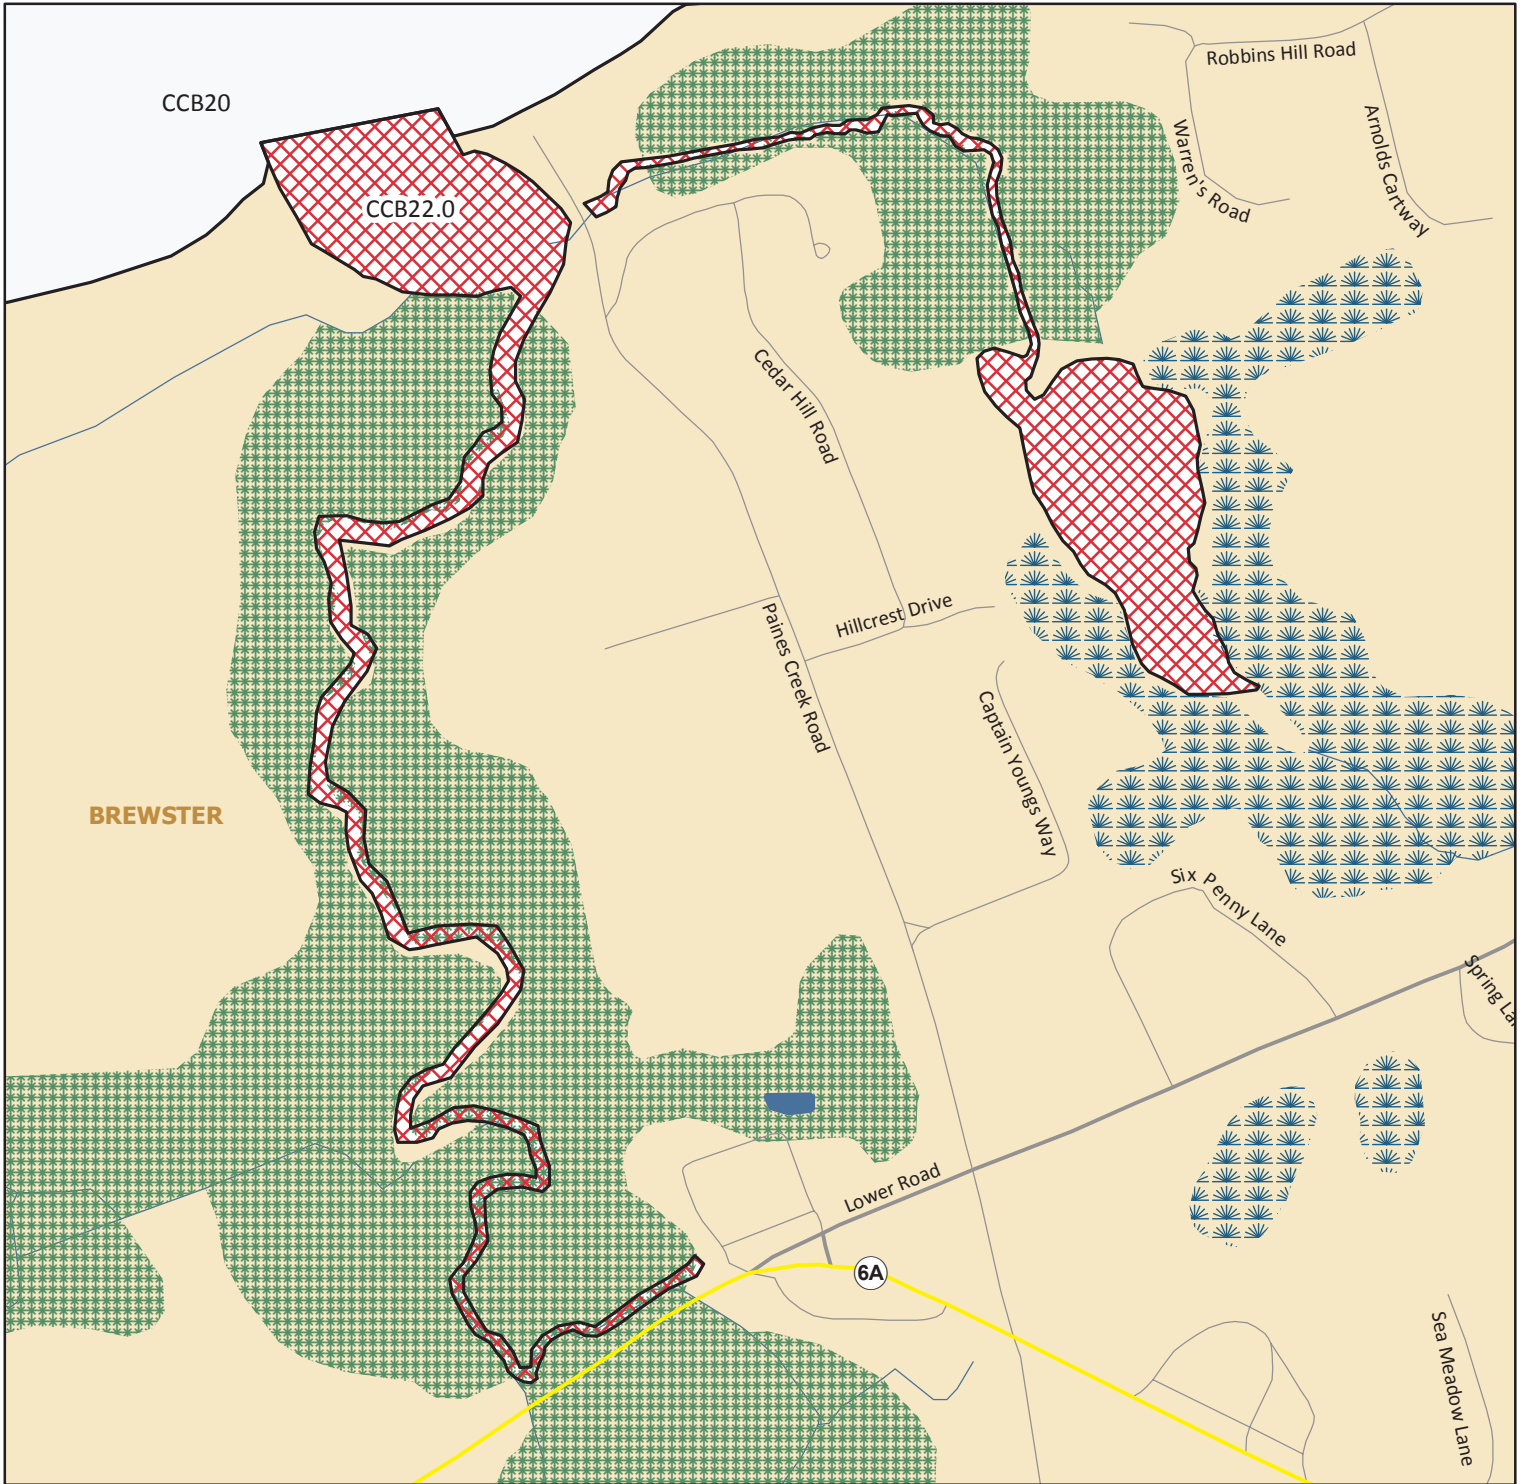 Robbins Hill Road
CCB20
Warren's Road
Arnolds Cartway
CCB22.0
Cedar Hill Road
Hillcrest Drive
Paines Creek Road
Captain Youngs Way
BREWSTER
Six Penny Lane
Spring La
Lower Road
6A
Sea Meadow Lane